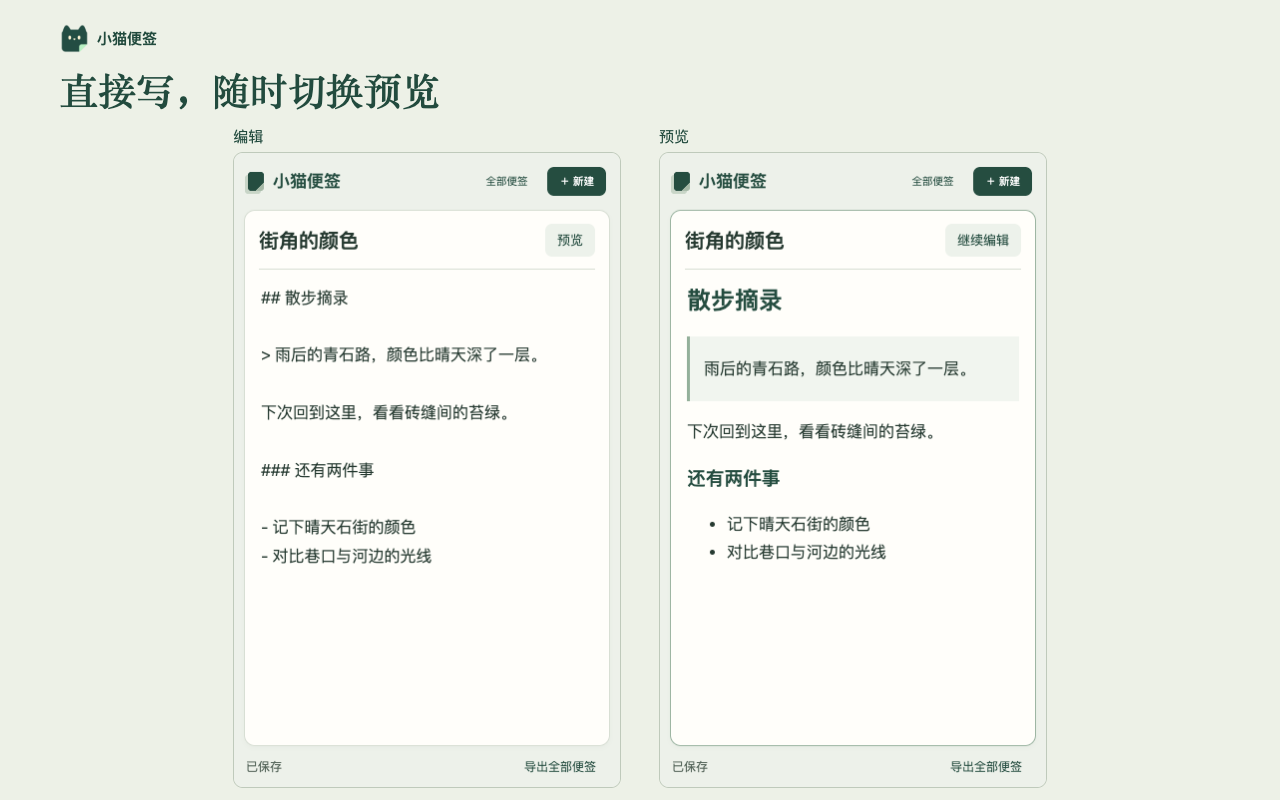 小猫便签
直接写，随时切换预览
编辑
小猫便签
全部便签
＋ 新建
街角的颜色
预览
## 散步摘录
> 雨后的青石路，颜色比晴天深了一层。
下次回到这里，看看砖缝间的苔绿。
### 还有两件事
- 记下晴天石街的颜色
- 对比巷口与河边的光线
已保存
导出全部便签
预览
小猫便签
全部便签
＋ 新建
街角的颜色
继续编辑
散步摘录
雨后的青石路，颜色比晴天深了一层。
下次回到这里，看看砖缝间的苔绿。
还有两件事
• 记下晴天石街的颜色
• 对比巷口与河边的光线
已保存
导出全部便签